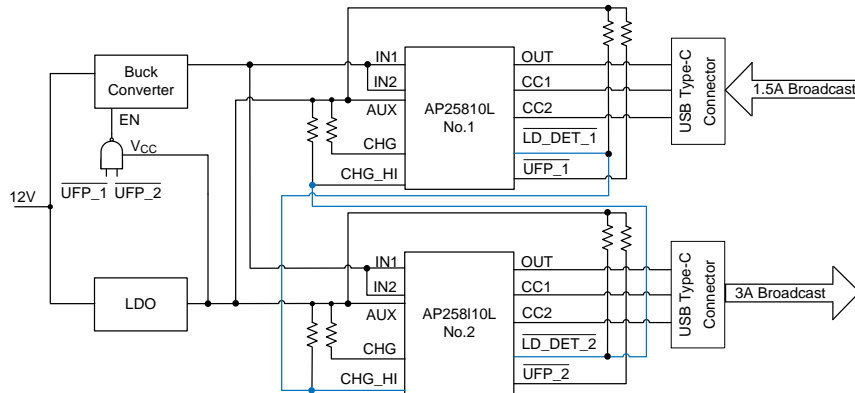 Buck
Converter
EN
VCC
UFP_1 UFP_2
12V
LDO
IN1
IN2
AUX
CHG
CHG_HI
AP25810L
No.1
OUT
CC1
CC2
LD_DET_1
UFP_1
USB Type-C
Connector
1.5A Broadcast
IN1
IN2
AUX
CHG
CHG_HI
AP258I10L
No.2
OUT
CC1
CC2
LD_DET_2
UFP_2
USB Type-C
Connector
3A Broadcast